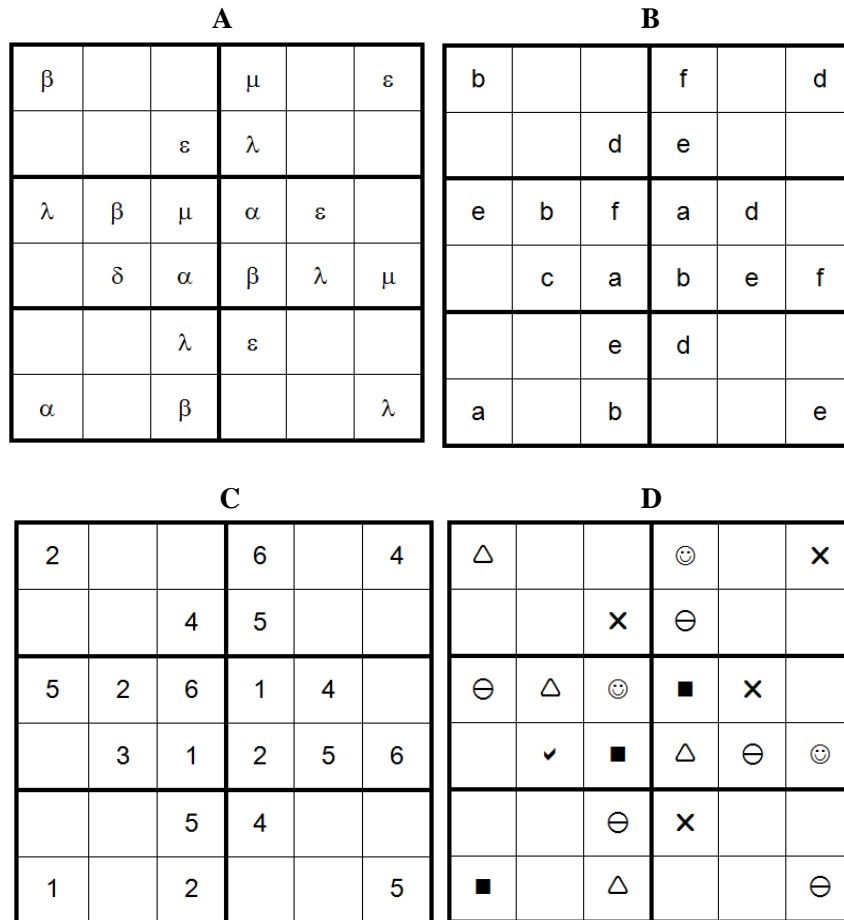 A
β μ ε
ε λ
λ β μ α ε
δ α β λ μ
λ ε
α β λ
B
b f d
d e
e b f a d
c a b e f
e d
a b e
C
2 6 4
4 5
5 2 6 1 4
3 1 2 5 6
5 4
1 2 5
D
△ ☺ ×
× ⊖
⊖ △ ☺ ■ ×
✔ ■ △ ⊖ ☺
⊖ ×
■ △ ⊖